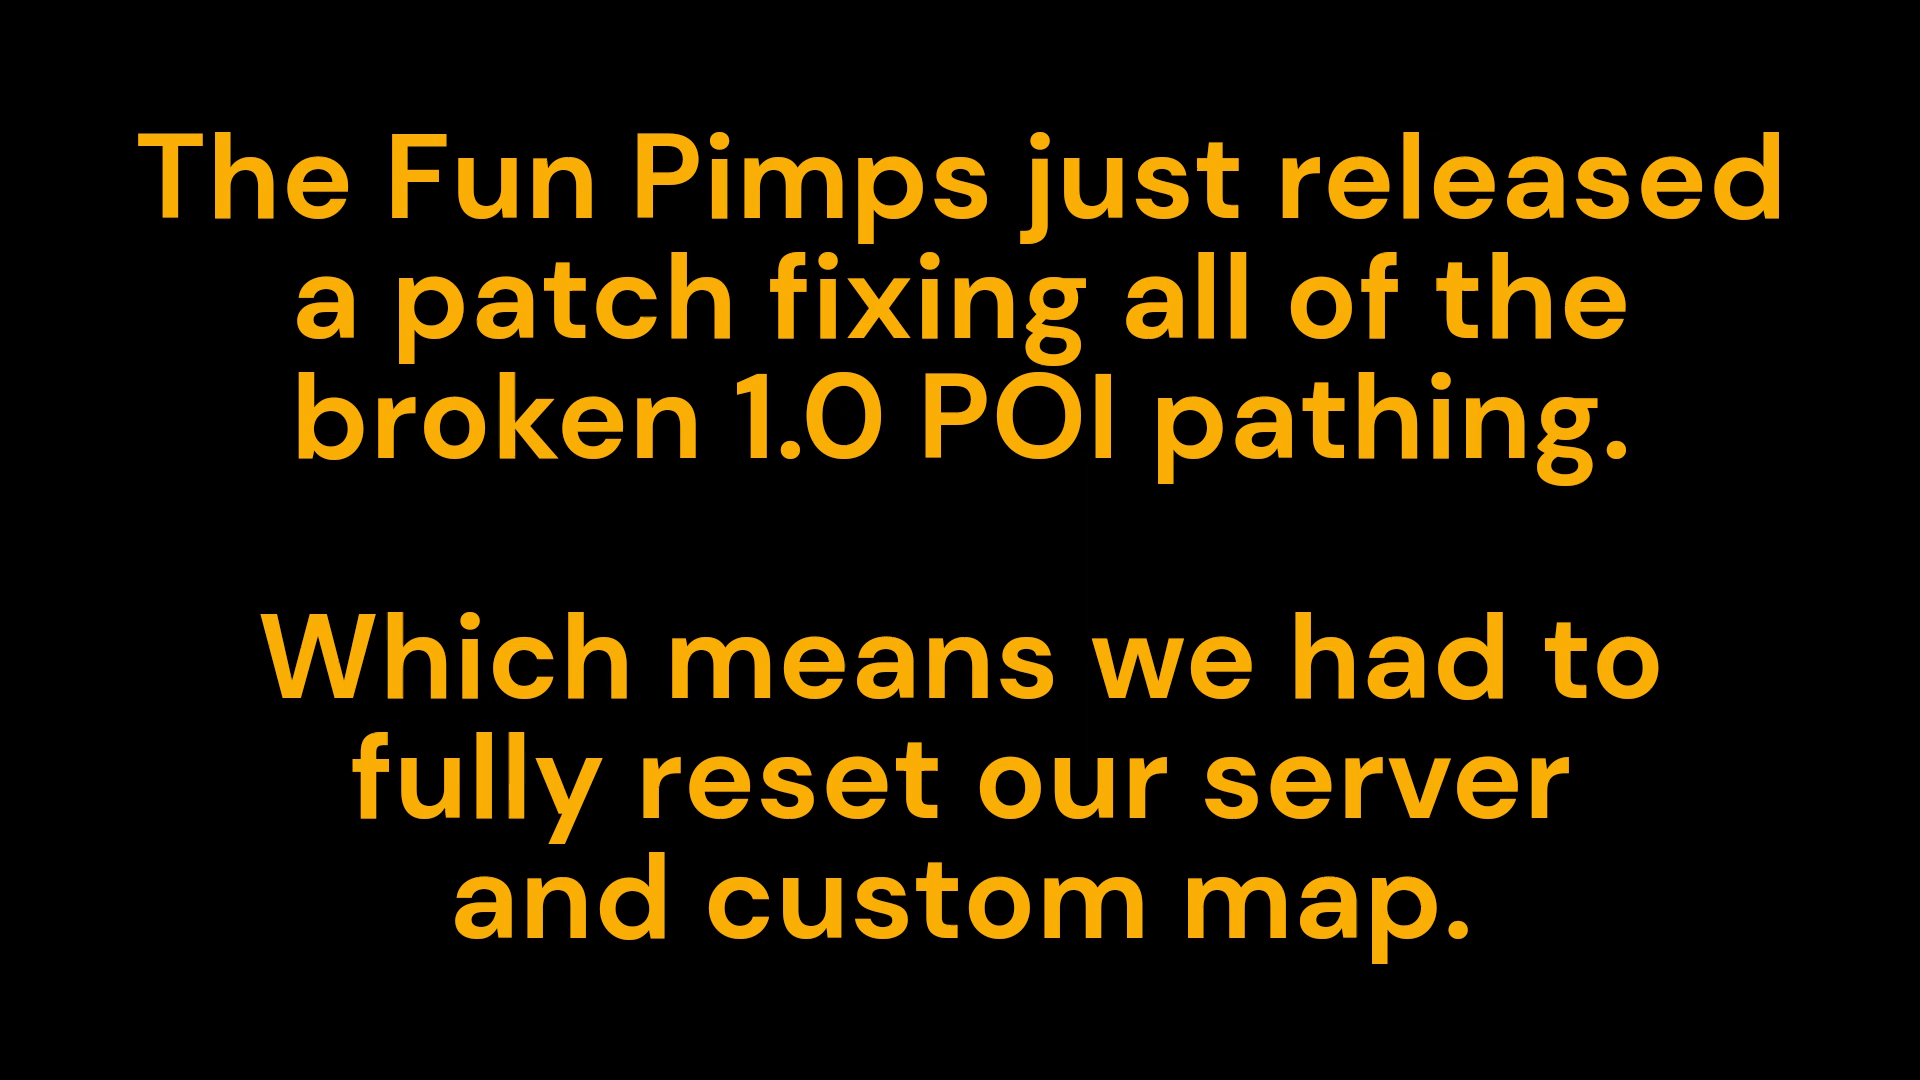 The Fun Pimps just released
a patch fixing all of the
broken 1.0 POI pathing.
Which means we had to
fully reset our server
and custom map.